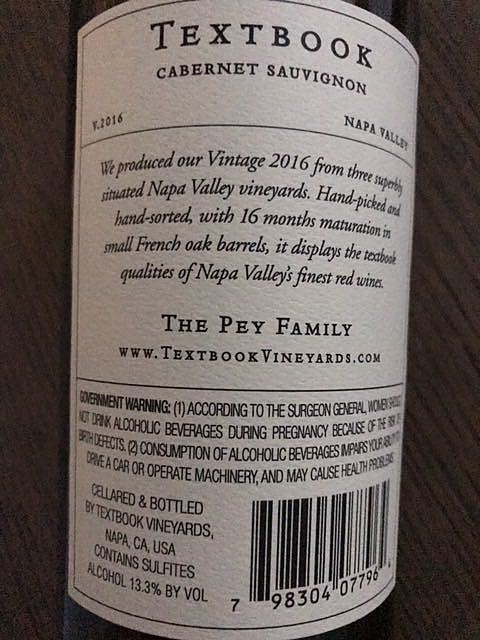 TEXTBOOK
CABERNET SAUVIGNON
V.2016
NAPA VALLEY
We produced our Vintage 2016 from three superbly
situated Napa Valley vineyards. Hand-picked and
hand-sorted, with 16 months maturation in
small French oak barrels, it displays the textbook
qualities of Napa Valley's finest red wines.
THE PEY FAMILY
WWW.TEXTBOOKVINEYARDS.COM
GOVERNMENT WARNING: (1) ACCORDING TO THE SURGEON GENERAL, WOMEN SHOULD
NOT DRINK ALCOHOLIC BEVERAGES DURING PREGNANCY BECAUSE OF THE RISK OF
BIRTH DEFECTS. (2) CONSUMPTION OF ALCOHOLIC BEVERAGES IMPAIRS YOUR ABILITY TO
DRIVE A CAR OR OPERATE MACHINERY, AND MAY CAUSE HEALTH PROBLEMS.
CELLARED & BOTTLED
BY TEXTBOOK VINEYARDS,
NAPA, CA, USA
CONTAINS SULFITES
ALCOHOL 13.3% BY VOL
7 98304 07796